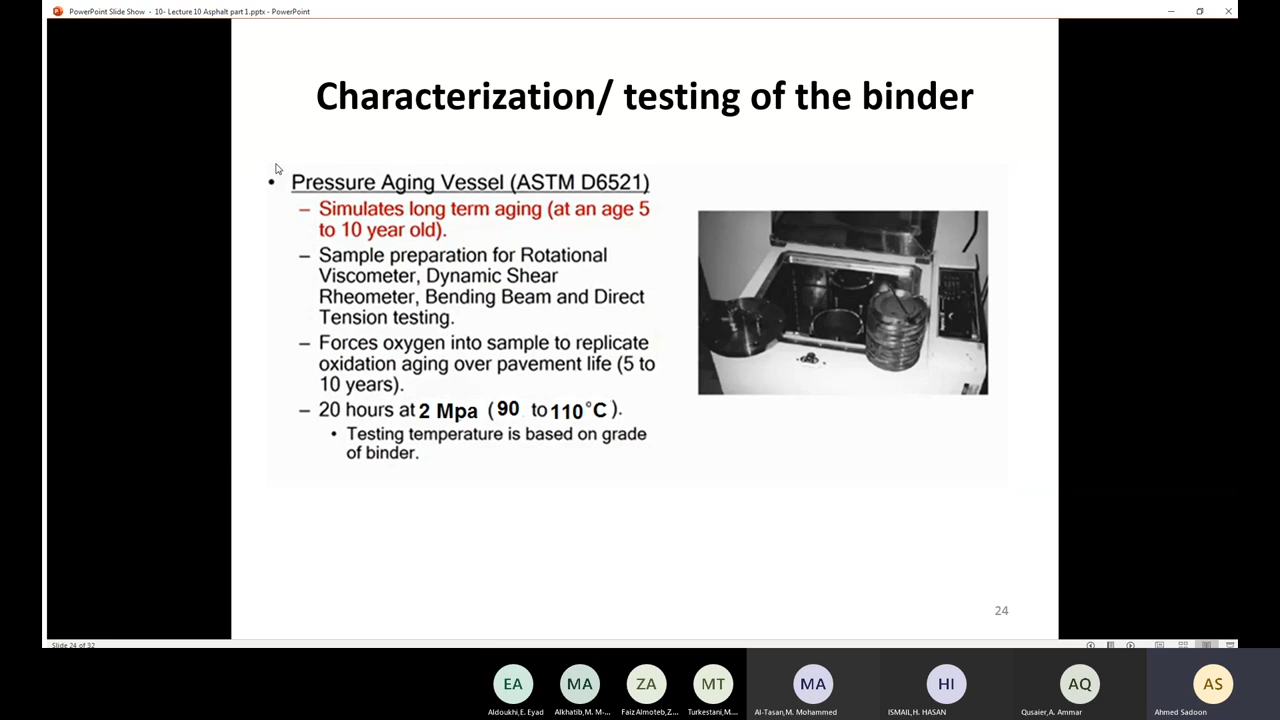 PowerPoint Slide Show - 10- Lecture 10 Asphalt part 1.pptx - PowerPoint
Characterization/ testing of the binder
• Pressure Aging Vessel (ASTM D6521)
– Simulates long term aging (at an age 5
to 10 year old).
– Sample preparation for Rotational
Viscometer, Dynamic Shear
Rheometer, Bending Beam and Direct
Tension testing.
– Forces oxygen into sample to replicate
oxidation aging over pavement life (5 to
10 years).
– 20 hours at 2 Mpa (90 to 110°C ).
• Testing temperature is based on grade
of binder.
24
Slide 24 of 32
EA MA ZA MT MA HI AQ AS
Aldoukhi,E. Eyad Alkhatib,M. M-... Faiz Almoteb,Z... Turkestani,M.... Al-Tasan,M. Mohammed ISMAIL,H. HASAN Qusaier,A. Ammar Ahmed Sadoon